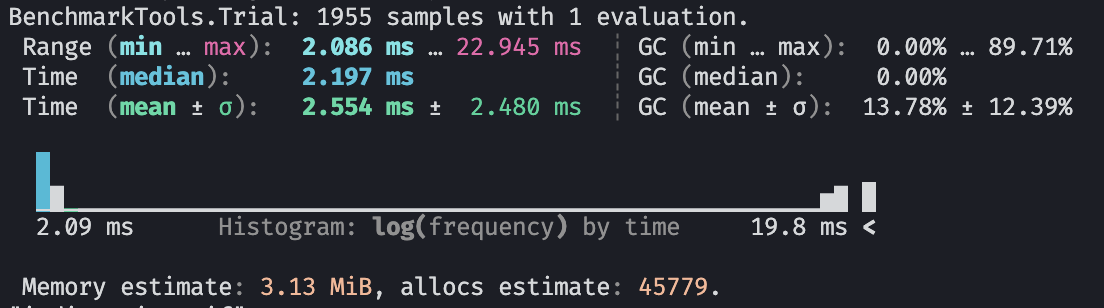 BenchmarkTools.Trial: 1955 samples with 1 evaluation.
Range (min … max): 2.086 ms … 22.945 ms ┊ GC (min … max): 0.00% … 89.71%
Time (median): 2.197 ms ┊ GC (median): 0.00%
Time (mean ± σ): 2.554 ms ± 2.480 ms ┊ GC (mean ± σ): 13.78% ± 12.39%
2.09 ms Histogram: log(frequency) by time 19.8 ms <
Memory estimate: 3.13 MiB, allocs estimate: 45779.